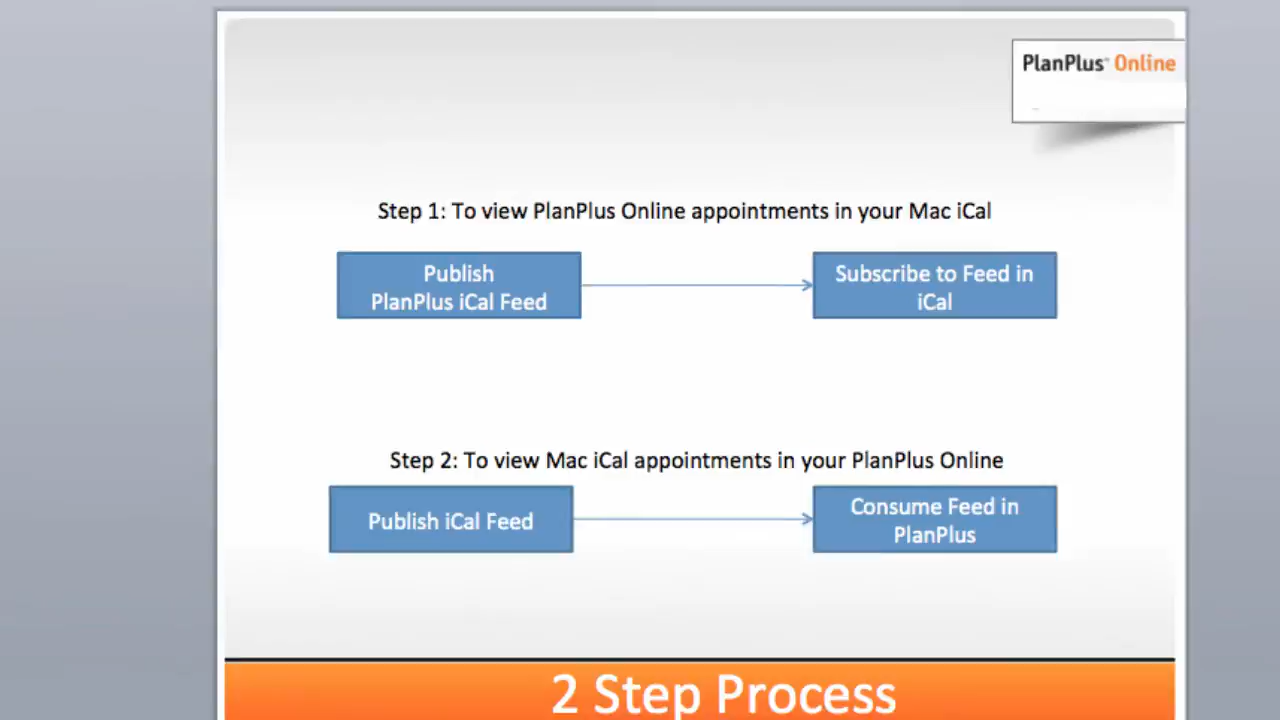 PlanPlus™ Online
Step 1: To view PlanPlus Online appointments in your Mac iCal
Publish
PlanPlus iCal Feed
Subscribe to Feed in
iCal
Step 2: To view Mac iCal appointments in your PlanPlus Online
Publish iCal Feed
Consume Feed in
PlanPlus
2 Step Process